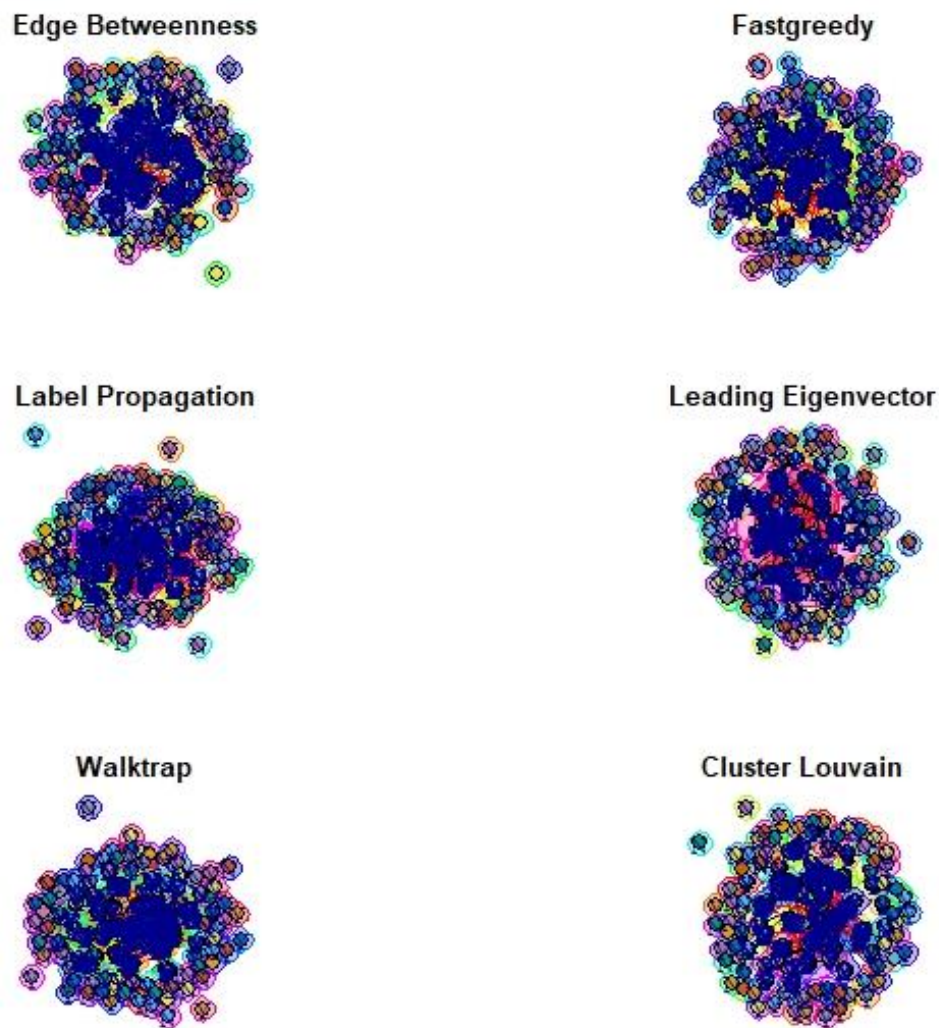 Edge Betweenness
Fastgreedy
Label Propagation
Leading Eigenvector
Walktrap
Cluster Louvain